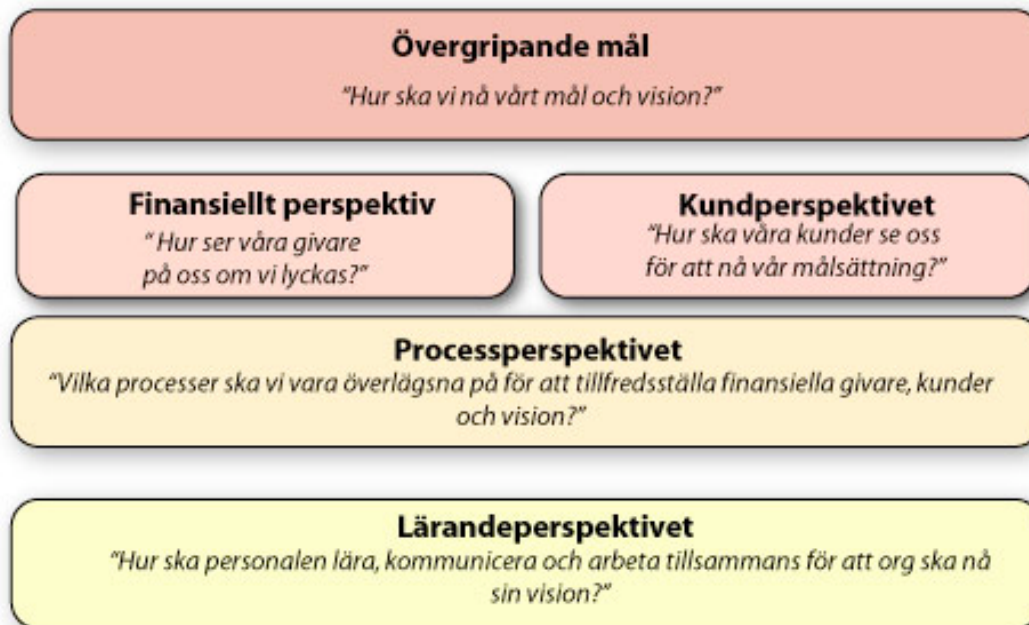 Övergripande mål
"Hur ska vi nå vårt mål och vision?"
Finansiellt perspektiv
" Hur ser våra givare
på oss om vi lyckas?"
Kundperspektivet
"Hur ska våra kunder se oss
för att nå vår målsättning?"
Processperspektivet
"Vilka processer ska vi vara överlägsna på för att tillfredsställa finansiella givare, kunder
och vision?"
Lärandeperspektivet
"Hur ska personalen lära, kommunicera och arbeta tillsammans för att org ska nå
sin vision?"